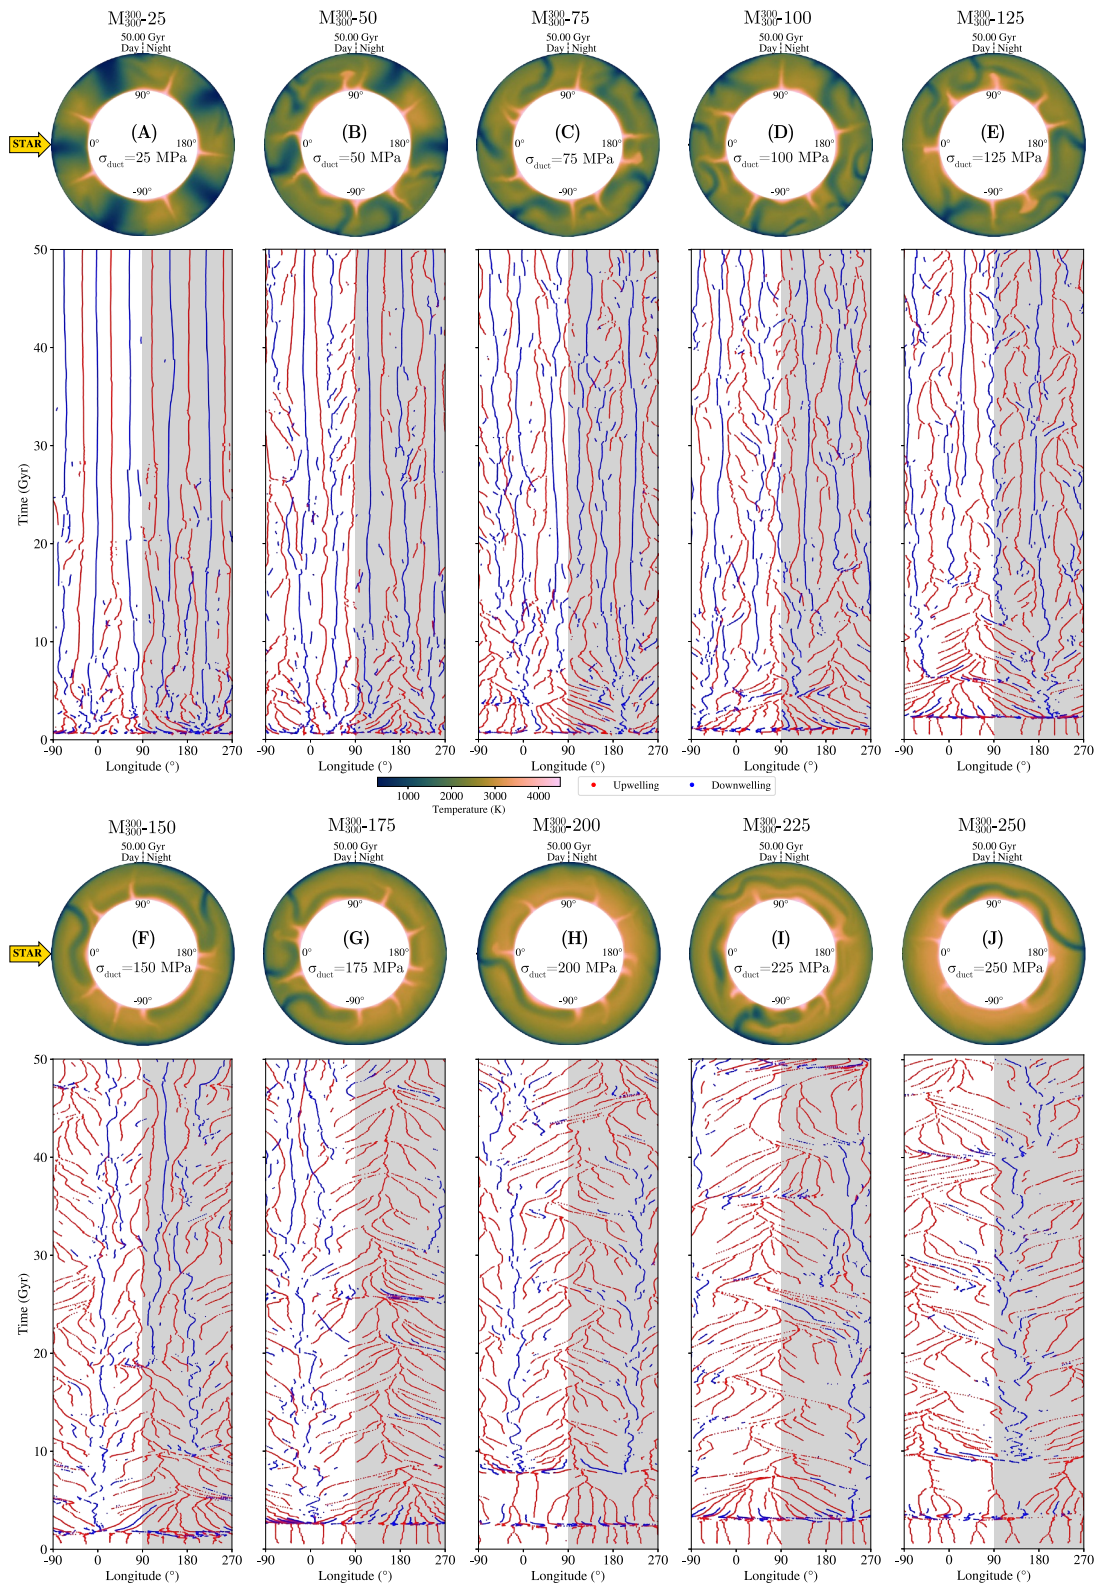 M³⁰⁰₃₀₀-25 M³⁰⁰₃₀₀-50 M³⁰⁰₃₀₀-75 M³⁰⁰₃₀₀-100 M³⁰⁰₃₀₀-125
50.00 Gyr 50.00 Gyr 50.00 Gyr 50.00 Gyr 50.00 Gyr
Day Night Day Night Day Night Day Night Day Night
90° 90° 90° 90° 90°
STAR (A) (B) (C) (D) (E)
0° 180° 0° 180° 0° 180° 0° 180° 0° 180°
σduct=25 MPa σduct=50 MPa σduct=75 MPa σduct=100 MPa σduct=125 MPa
-90° -90° -90° -90° -90°
50
40
30
Time (Gyr)
20
10
0
-90 0 90 180 270 -90 0 90 180 270 -90 0 90 180 270 -90 0 90 180 270 -90 0 90 180 270
Longitude (°) Longitude (°) Longitude (°) Longitude (°) Longitude (°)
1000 2000 3000 4000
Temperature (K)
Upwelling Downwelling
M³⁰⁰₃₀₀-150 M³⁰⁰₃₀₀-175 M³⁰⁰₃₀₀-200 M³⁰⁰₃₀₀-225 M³⁰⁰₃₀₀-250
50.00 Gyr 50.00 Gyr 50.00 Gyr 50.00 Gyr 50.00 Gyr
Day Night Day Night Day Night Day Night Day Night
90° 90° 90° 90° 90°
STAR (F) (G) (H) (I) (J)
0° 180° 0° 180° 0° 180° 0° 180° 0° 180°
σduct=150 MPa σduct=175 MPa σduct=200 MPa σduct=225 MPa σduct=250 MPa
-90° -90° -90° -90° -90°
50
40
30
Time (Gyr)
20
10
0
-90 0 90 180 270 -90 0 90 180 270 -90 0 90 180 270 -90 0 90 180 270 -90 0 90 180 270
Longitude (°) Longitude (°) Longitude (°) Longitude (°) Longitude (°)